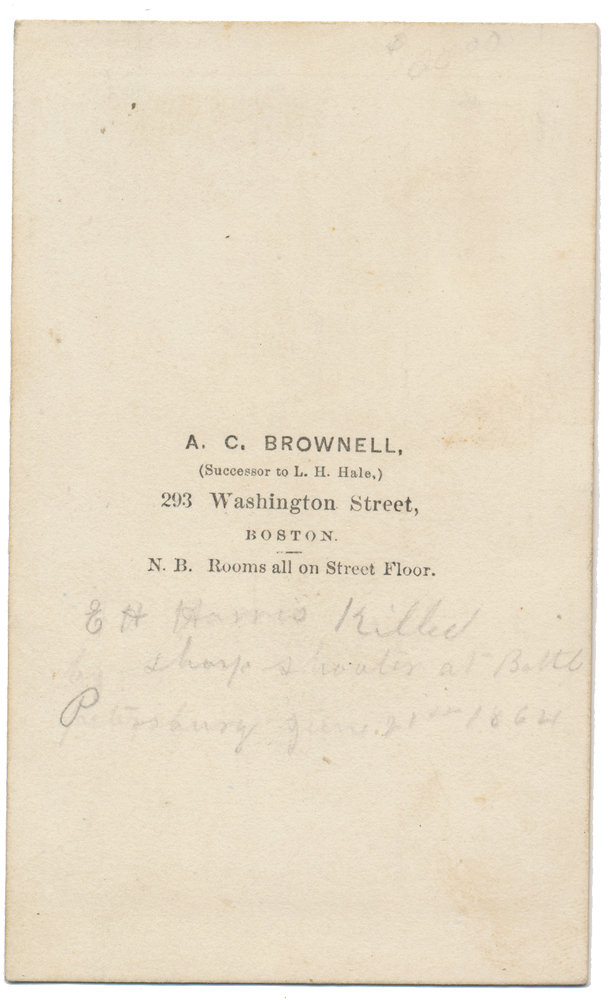 A. C. BROWNELL,
(Successor to L. H. Hale,)
293 Washington Street,
BOSTON.
N. B. Rooms all on Street Floor.
E H Harris Killed
by sharp shooter at Battl
Petersburg June 21st 1864